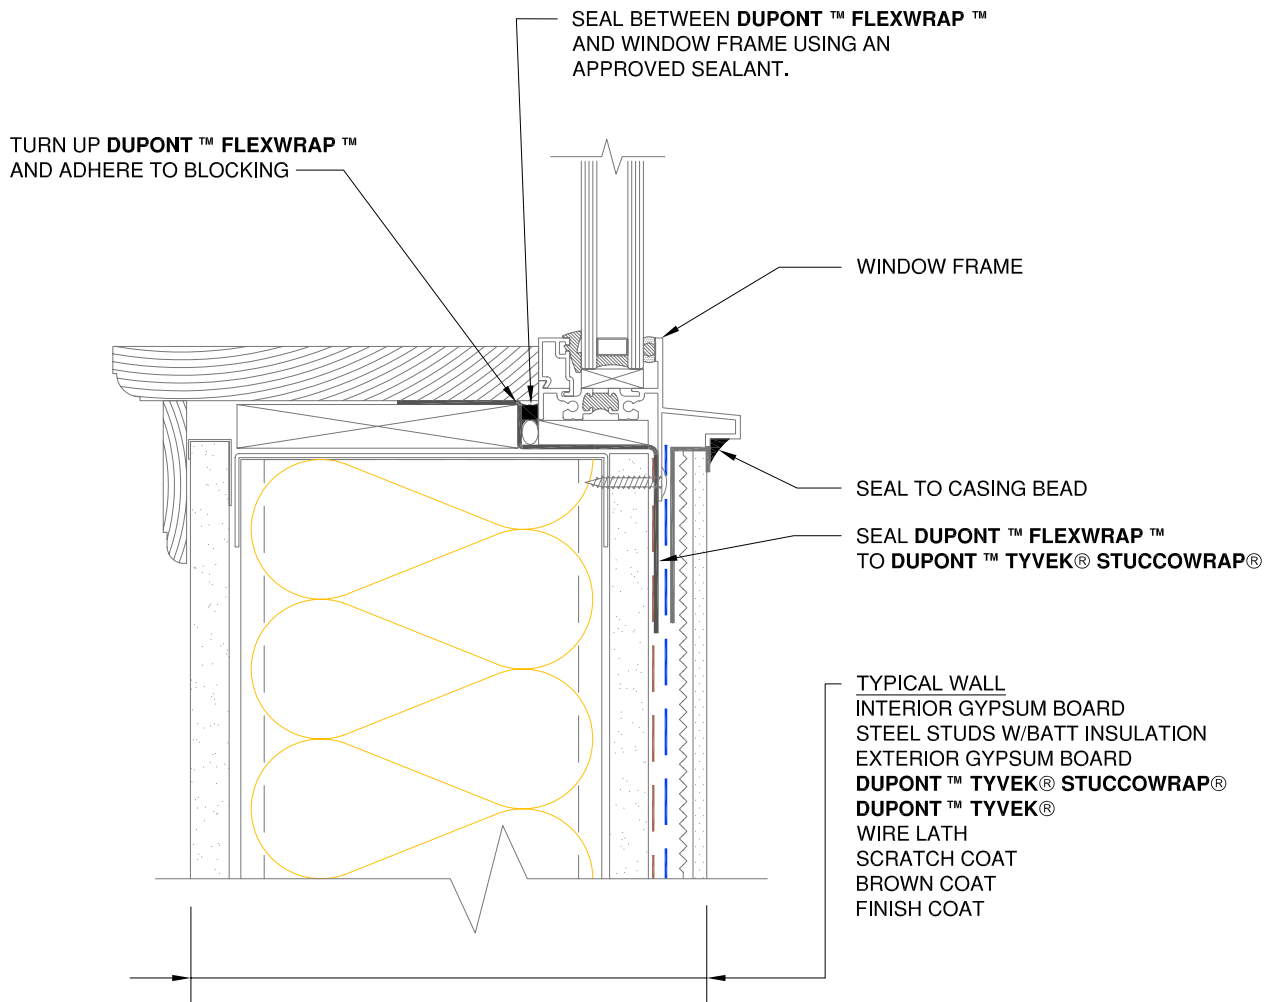 SEAL BETWEEN DUPONT ™ FLEXWRAP ™
AND WINDOW FRAME USING AN
APPROVED SEALANT.
TURN UP DUPONT ™ FLEXWRAP ™
AND ADHERE TO BLOCKING
WINDOW FRAME
SEAL TO CASING BEAD
SEAL DUPONT ™ FLEXWRAP ™
TO DUPONT ™ TYVEK® STUCCOWRAP®
TYPICAL WALL
INTERIOR GYPSUM BOARD
STEEL STUDS W/BATT INSULATION
EXTERIOR GYPSUM BOARD
DUPONT ™ TYVEK® STUCCOWRAP®
DUPONT ™ TYVEK®
WIRE LATH
SCRATCH COAT
BROWN COAT
FINISH COAT